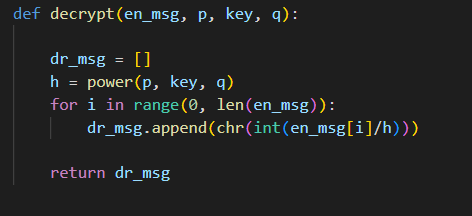 def decrypt(en_msg, p, key, q):
dr_msg = []
h = power(p, key, q)
for i in range(0, len(en_msg)):
dr_msg.append(chr(int(en_msg[i]/h)))
return dr_msg